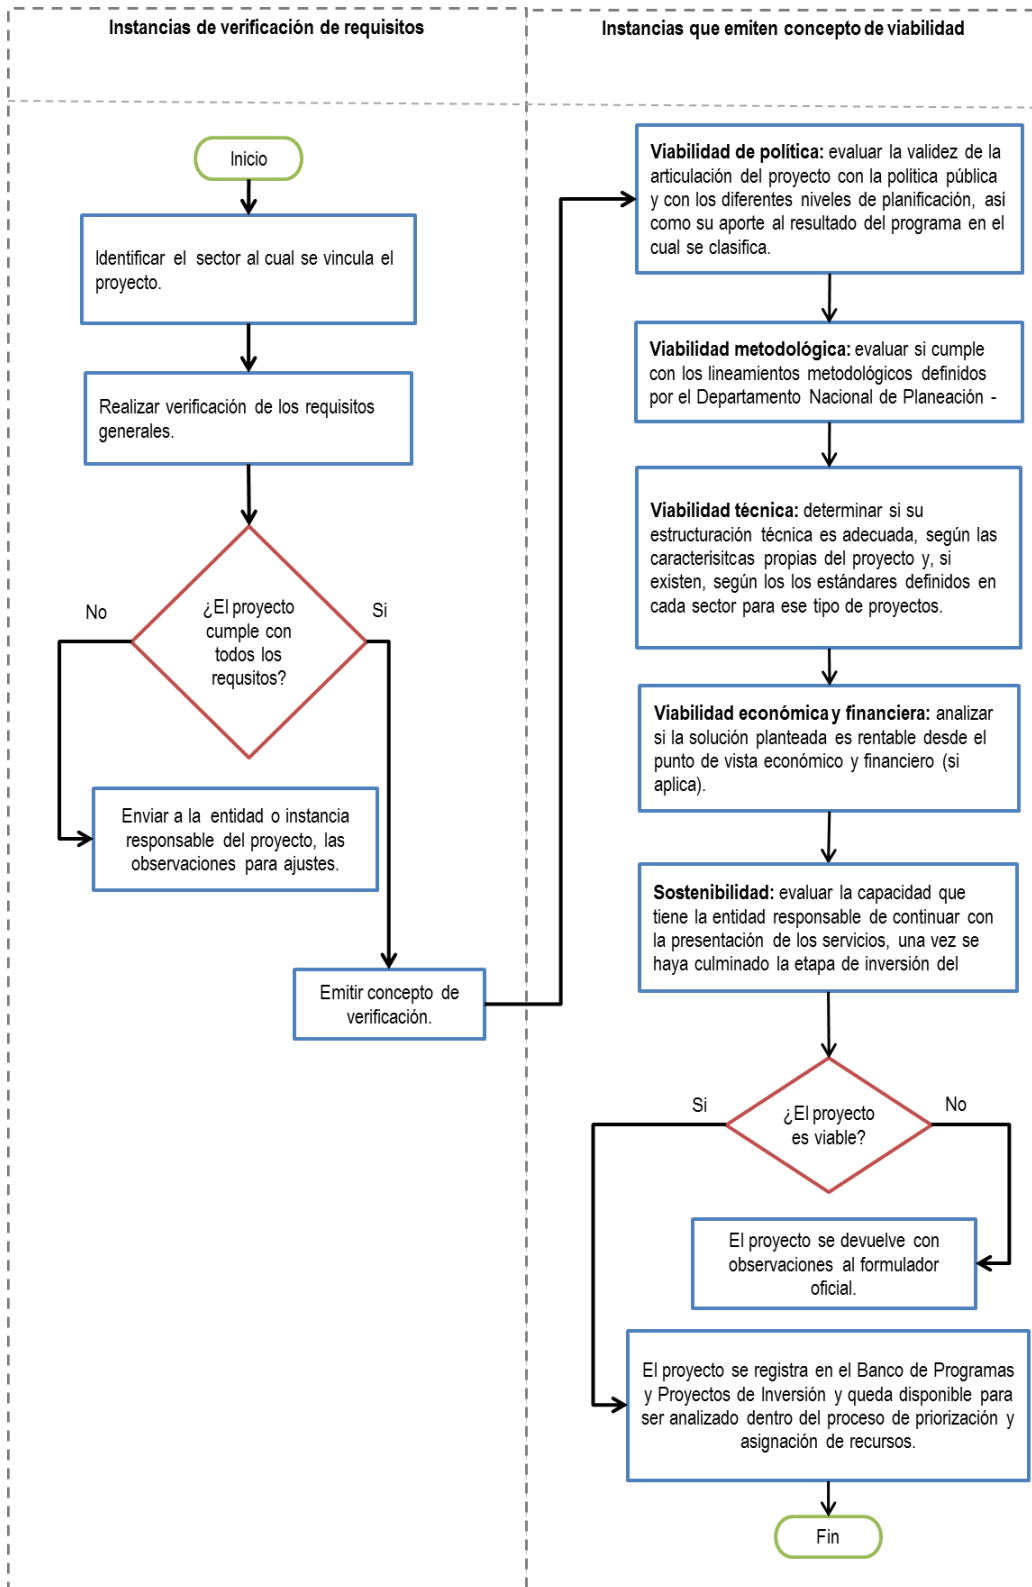 Instancias de verificación de requisitos
Inicio
Identificar el sector al cual se vincula el
proyecto.
Realizar verificación de los requisitos
generales.
¿El proyecto
cumple con
todos los
requsitos?
No
Si
Enviar a la entidad o instancia
responsable del proyecto, las
observaciones para ajustes.
Emitir concepto de
verificación.
Instancias que emiten concepto de viabilidad
Viabilidad de política: evaluar la validez de la
articulación del proyecto con la política pública
y con los diferentes niveles de planificación, asi
como su aporte al resultado del programa en el
cual se clasifica.
Viabilidad metodológica: evaluar si cumple
con los lineamientos metodológicos definidos
por el Departamento Nacional de Planeación -
Viabilidad técnica: determinar si su
estructuración técnica es adecuada, según las
caracterisitcas propias del proyecto y, si
existen, según los los estándares definidos en
cada sector para ese tipo de proyectos.
Viabilidad económica y financiera: analizar
si la solución planteada es rentable desde el
punto de vista económico y financiero (si
aplica).
Sostenibilidad: evaluar la capacidad que
tiene la entidad responsable de continuar con
la presentación de los servicios, una vez se
haya culminado la etapa de inversión del
¿El proyecto
es viable?
Si
No
El proyecto se devuelve con
observaciones al formulador
oficial.
El proyecto se registra en el Banco de Programas
y Proyectos de Inversión y queda disponible para
ser analizado dentro del proceso de priorización y
asignación de recursos.
Fin